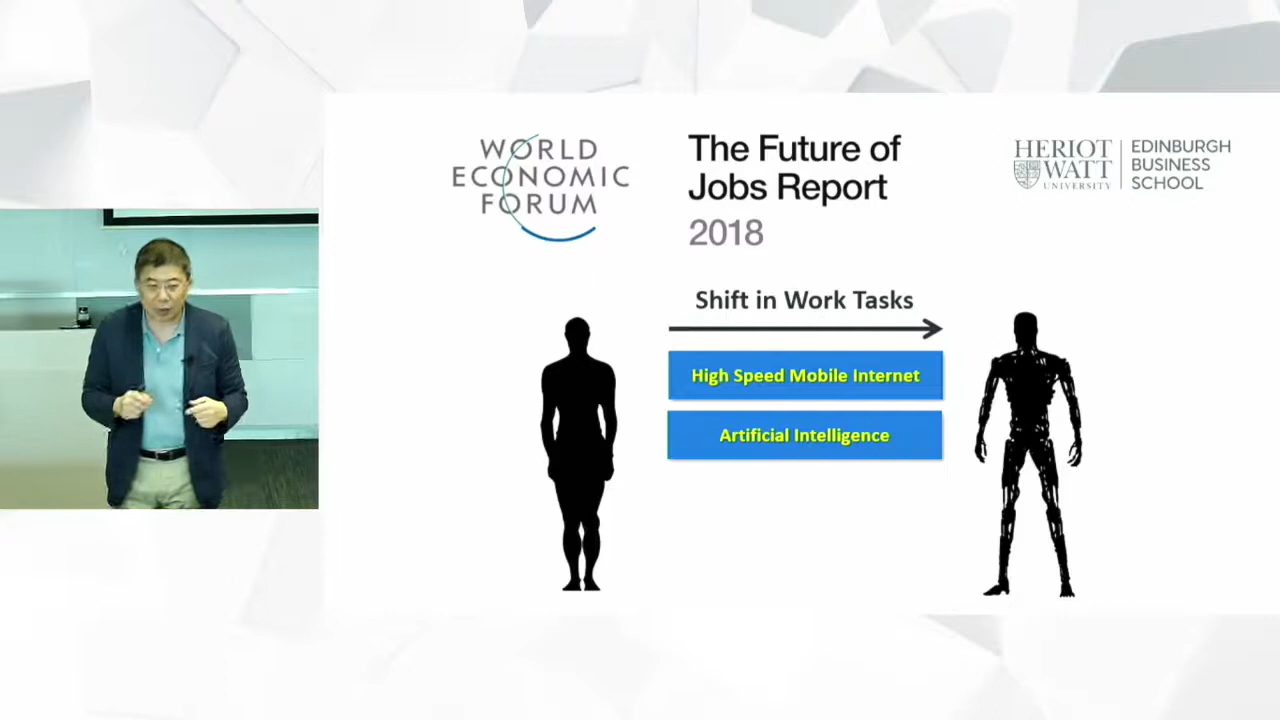 WORLD
ECONOMIC
FORUM
The Future of
Jobs Report
2018
HERIOT
WATT
UNIVERSITY
EDINBURGH
BUSINESS
SCHOOL
Shift in Work Tasks
High Speed Mobile Internet
Artificial Intelligence